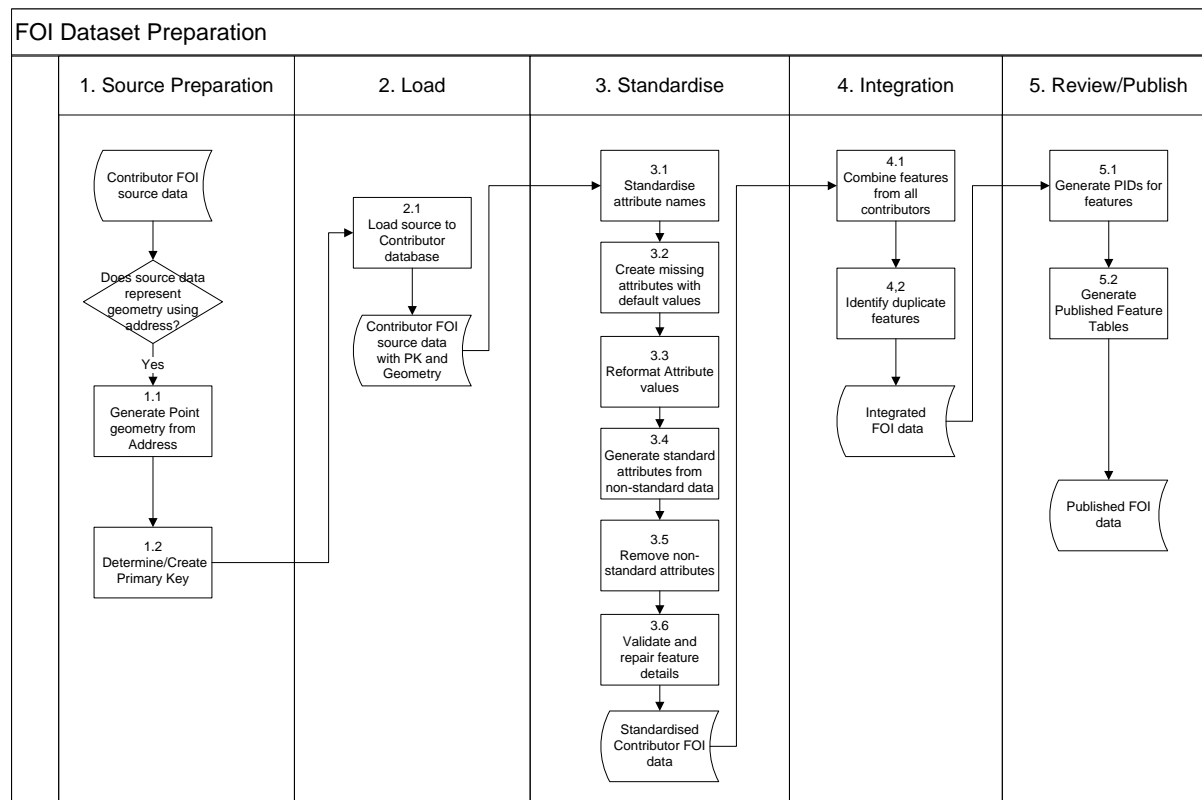 FOI Dataset Preparation
1. Source Preparation
2. Load
3. Standardise
4. Integration
5. Review/Publish
Contributor FOI
source data
Does source data
represent
geometry using
address?
Yes
1.1
Generate Point
geometry from
Address
1.2
Determine/Create
Primary Key
2.1
Load source to
Contributor
database
Contributor FOI
source data
with PK and
Geometry
3.1
Standardise
attribute names
3.2
Create missing
attributes with
default values
3.3
Reformat Attribute
values
3.4
Generate standard
attributes from
non-standard data
3.5
Remove non-
standard attributes
3.6
Validate and
repair feature
details
Standardised
Contributor FOI
data
4.1
Combine features
from all
contributors
4,2
Identify duplicate
features
Integrated
FOI data
5.1
Generate PIDs for
features
5.2
Generate
Published Feature
Tables
Published FOI
data